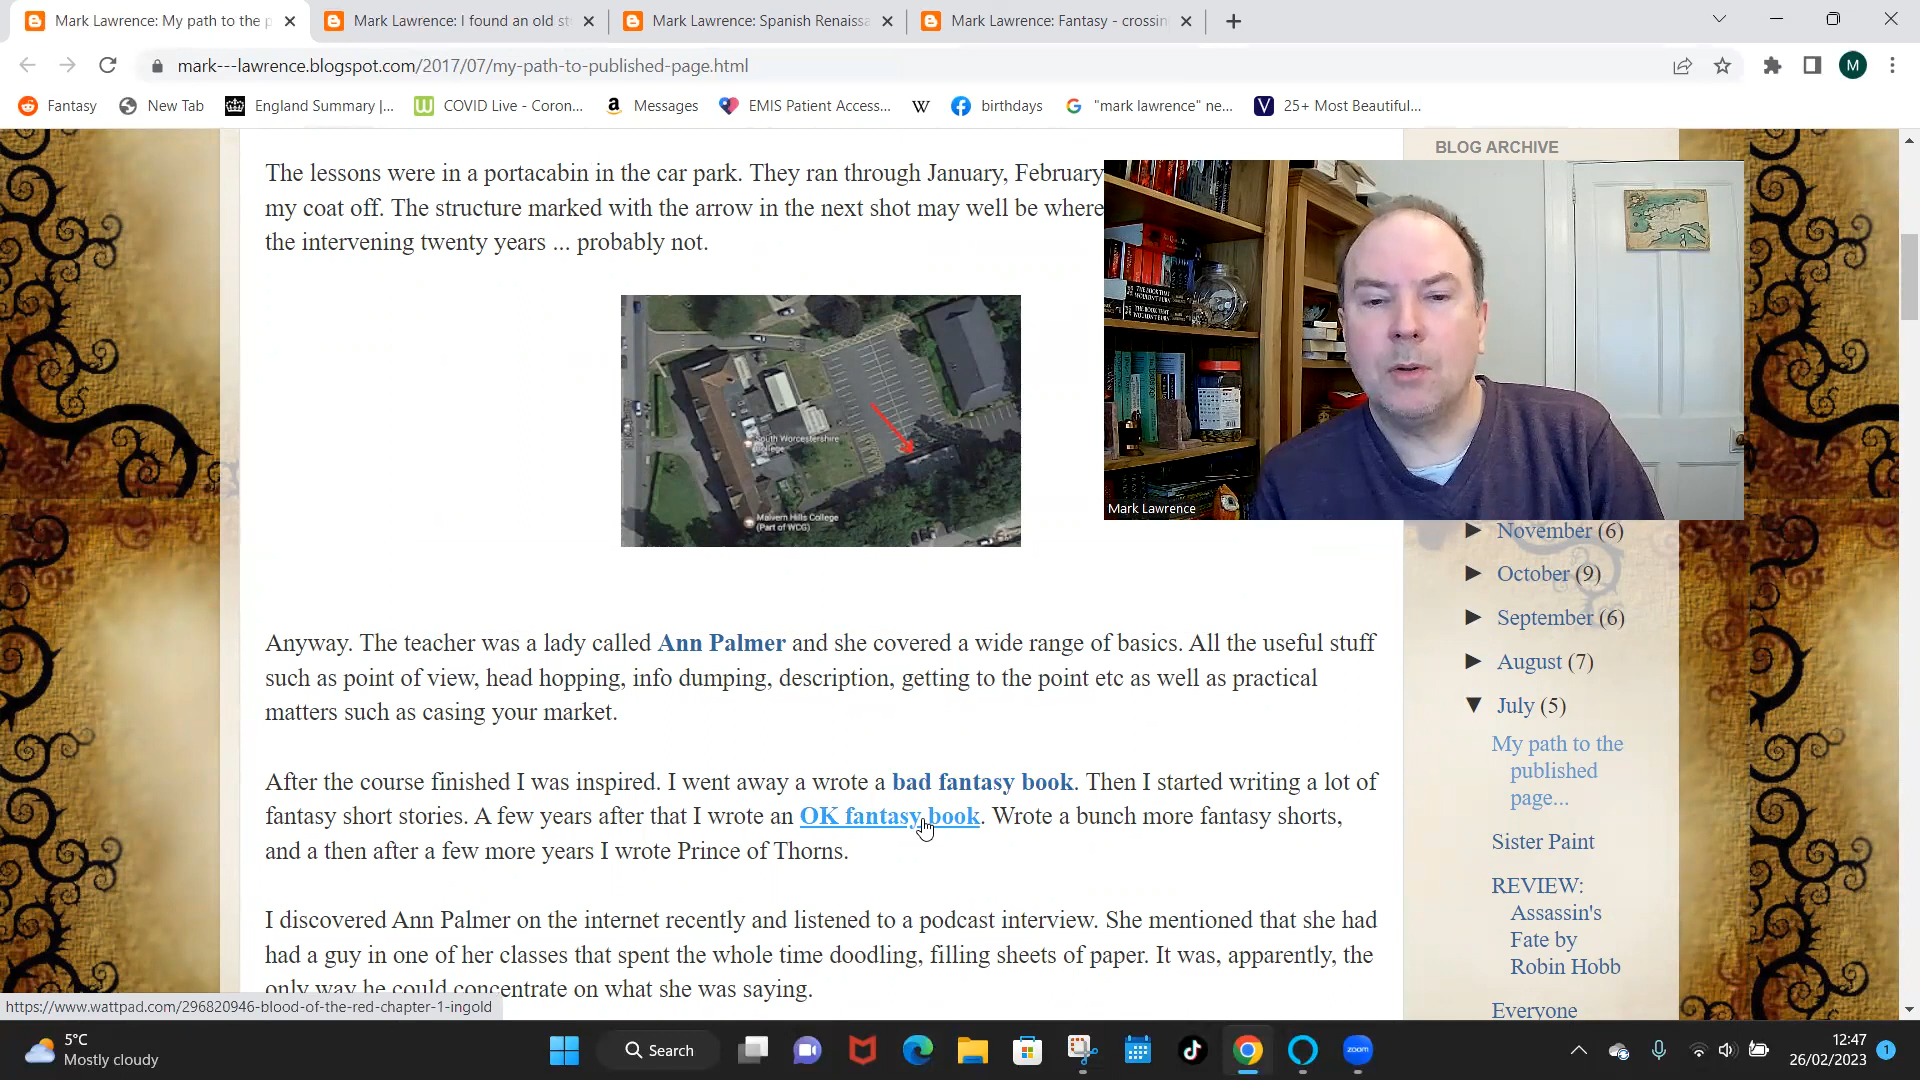 Mark Lawrence: My path to the p
Mark Lawrence: I found an old st
Mark Lawrence: Spanish Renaissa
Mark Lawrence: Fantasy - crossin
mark---lawrence.blogspot.com/2017/07/my-path-to-published-page.html
M
Fantasy
New Tab
England Summary |...
COVID Live - Coron...
Messages
EMIS Patient Access...
birthdays
"mark lawrence" ne...
25+ Most Beautiful...
The lessons were in a portacabin in the car park. They ran through January, February
my coat off. The structure marked with the arrow in the next shot may well be where
the intervening twenty years ... probably not.
South Worcestershire
College
Malvern Hills College
(Part of WCG)
THE BOOK THAT
WOULDN'T BURN
THE BOOK THAT
WOULDN'T BURN
Mark Lawrence
Anyway. The teacher was a lady called Ann Palmer and she covered a wide range of basics. All the useful stuff
such as point of view, head hopping, info dumping, description, getting to the point etc as well as practical
matters such as casing your market.
After the course finished I was inspired. I went away a wrote a bad fantasy book. Then I started writing a lot of
fantasy short stories. A few years after that I wrote an OK fantasy book. Wrote a bunch more fantasy shorts,
and a then after a few more years I wrote Prince of Thorns.
I discovered Ann Palmer on the internet recently and listened to a podcast interview. She mentioned that she had
had a guy in one of her classes that spent the whole time doodling, filling sheets of paper. It was, apparently, the
only way he could concentrate on what she was saying.
BLOG ARCHIVE
November (6)
October (9)
September (6)
August (7)
July (5)
My path to the
published
page...
Sister Paint
REVIEW:
Assassin's
Fate by
Robin Hobb
Everyone
https://www.wattpad.com/296820946-blood-of-the-red-chapter-1-ingold
5°C
Mostly cloudy
Search
zoom
12:47
26/02/2023
1